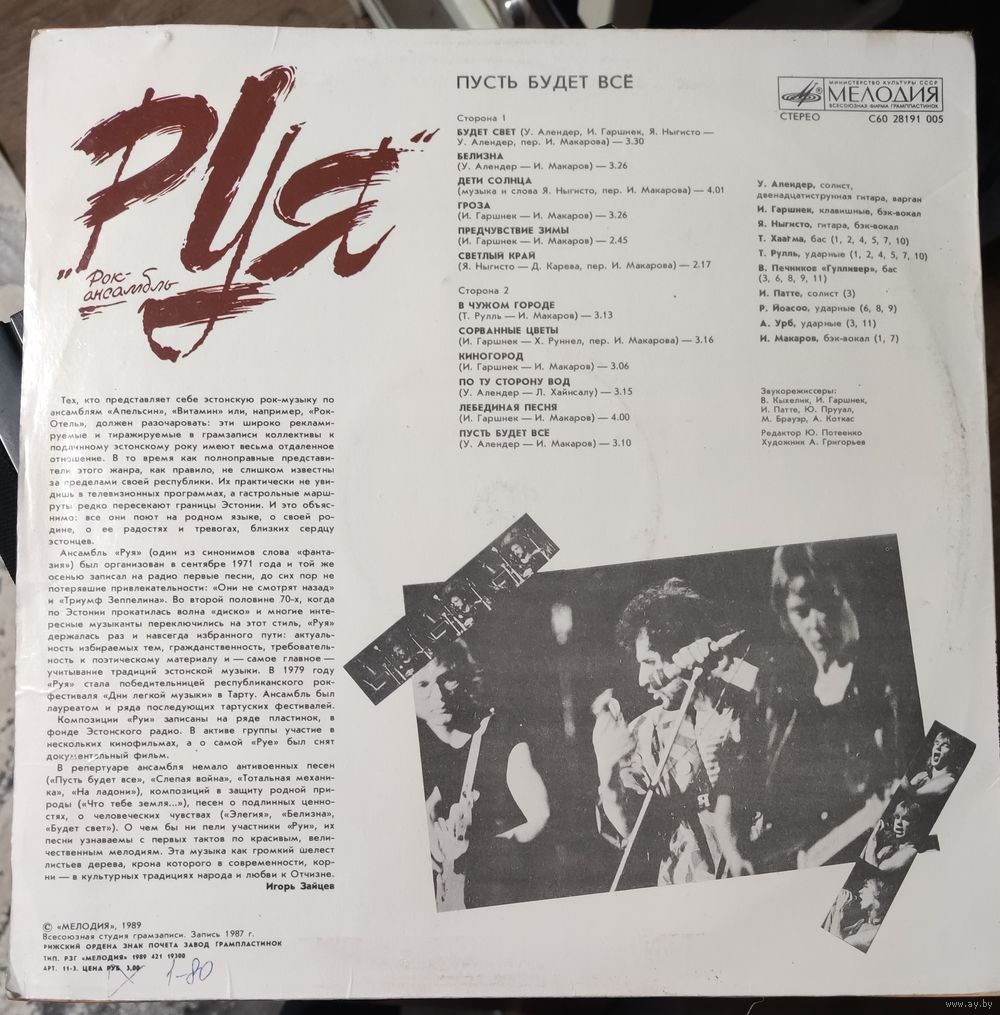 „Руя“
Рок-
ансамбль
ПУСТЬ БУДЕТ ВСЁ
МИНИСТЕРСТВО КУЛЬТУРЫ СССР
МЕЛОДИЯ
ВСЕСОЮЗНАЯ ФИРМА ГРАМПЛАСТИНОК
СТЕРЕО С60 28191 005
Сторона 1
БУДЕТ СВЕТ (У. Алендер, И. Гаршнек, Я. Ныгисто —
У. Алендер, пер. И. Макарова) — 3.30
БЕЛИЗНА
(У. Алендер — И. Макаров) — 3.26
ДЕТИ СОЛНЦА
(музыка и слова Я. Ныгисто, пер. И. Макарова) — 4.01
ГРОЗА
(И. Гаршнек — И. Макаров) — 3.26
ПРЕДЧУВСТВИЕ ЗИМЫ
(И. Гаршнек — И. Макаров) — 2.45
СВЕТЛЫЙ КРАЙ
(Я. Ныгисто — Д. Карева, пер. И. Макарова) — 2.17
Сторона 2
В ЧУЖОМ ГОРОДЕ
(Т. Рулль — И. Макаров) — 3.13
СОРВАННЫЕ ЦВЕТЫ
(И. Гаршнек — Х. Руннел, пер. И. Макарова) — 3.16
КИНОГОРОД
(И. Гаршнек — И. Макаров) — 3.06
ПО ТУ СТОРОНУ ВОД
(У. Алендер — Л. Хайнсалу) — 3.15
ЛЕБЕДИНАЯ ПЕСНЯ
(И. Гаршнек — И. Макаров) — 4.00
ПУСТЬ БУДЕТ ВСЁ
(У. Алендер — И. Макаров) — 3.10
У. Алендер, солист,
двенадцатиструнная гитара, варган
И. Гаршнек, клавишные, бэк-вокал
Я. Ныгисто, гитара, бэк-вокал
Т. Хаагма, бас (1, 2, 4, 5, 7, 10)
Т. Рулль, ударные (1, 2, 4, 5, 7, 10)
В. Печников «Гулливер», бас
(3, 6, 8, 9, 11)
И. Патте, солист (3)
Р. Йоасоо, ударные (6, 8, 9)
А. Урб, ударные (3, 11)
И. Макаров, бэк-вокал (1, 7)
Звукорежиссеры:
В. Кыхелик, И. Гаршнек,
И. Патте, Ю. Прууал,
М. Брауэр, А. Коткас
Редактор Ю. Потеенко
Художник А. Григорьев
Тех, кто представляет себе эстонскую рок-музыку по
ансамблям «Апельсин», «Витамин» или, например, «Рок-
Отель», должен разочаровать: эти широко реклами-
руемые и тиражируемые в грамзаписи коллективы к
подлинному эстонскому року имеют весьма отдаленное
отношение. В то время как полноправные представи-
тели этого жанра, как правило, не слишком известны
за пределами своей республики. Их практически не уви-
дишь в телевизионных программах, а гастрольные марш-
руты редко пересекают границы Эстонии. И это объяс-
нимо: все они поют на родном языке, о своей ро-
дине, о ее радостях и тревогах, близких сердцу
эстонцев.
Ансамбль «Руя» (один из синонимов слова «фанта-
зия») был организован в сентябре 1971 года и той же
осенью записал на радио первые песни, до сих пор не
потерявшие привлекательности: «Они не смотрят назад»
и «Триумф Зеппелина». Во второй половине 70-х, когда
по Эстонии прокатилась волна «диско» и многие инте-
ресные музыканты переключились на этот стиль, «Руя»
держалась раз и навсегда избранного пути: актуаль-
ность избираемых тем, гражданственность, требователь-
ность к поэтическому материалу и — самое главное —
учитывание традиций эстонской музыки. В 1979 году
«Руя» стала победительницей республиканского рок-
фестиваля «Дни легкой музыки» в Тарту. Ансамбль был
лауреатом и ряда последующих тартуских фестивалей.
Композиции «Руи» записаны на ряде пластинок, в
фонде Эстонского радио. В активе группы участие в
нескольких кинофильмах, а о самой «Руе» был снят
документальный фильм.
В репертуаре ансамбля немало антивоенных песен
(«Пусть будет все», «Слепая война», «Тотальная механи-
ка», «На ладони»), композиций в защиту родной при-
роды («Что тебе земля...»), песен о подлинных ценно-
стях, о человеческих чувствах («Элегия», «Белизна»,
«Будет свет»). О чем бы ни пели участники «Руи», их
песни узнаваемы с первых тактов по красивым, вели-
чественным мелодиям. Эта музыка как громкий шелест
листьев дерева, крона которого в современности, кор-
ни — в культурных традициях народа и любви к Отчизне.
Игорь Зайцев
© «МЕЛОДИЯ», 1989
Всесоюзная студия грамзаписи. Запись 1987 г.
РИЖСКИЙ ОРДЕНА ЗНАК ПОЧЕТА ЗАВОД ГРАМПЛАСТИНОК
ТИП. РЗГ «МЕЛОДИЯ» 1989 421 19300
АРТ. 11-3. ЦЕНА РУБ 3,00
1-80
www.ay.by